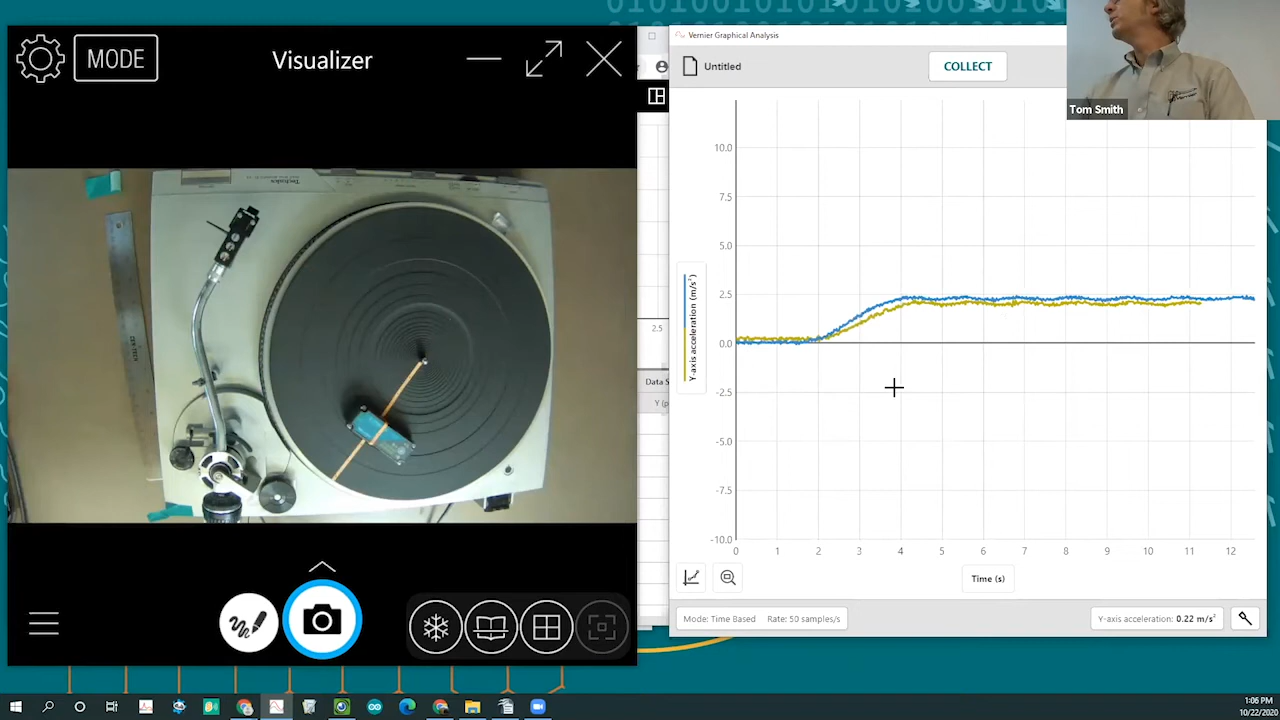 MODE
Visualizer
Vernier Graphical Analysis
Untitled
COLLECT
Tom Smith
10.0
7.5
5.0
2.5
0.0
-2.5
-5.0
-7.5
-10.0
Y-axis acceleration (m/s²)
0 1 2 3 4 5 6 7 8 9 10 11 12
Time (s)
2.5
Data S
Y (p
Mode: Time Based Rate: 50 samples/s
Y-axis acceleration: 0.22 m/s²
1:06 PM
10/22/2020